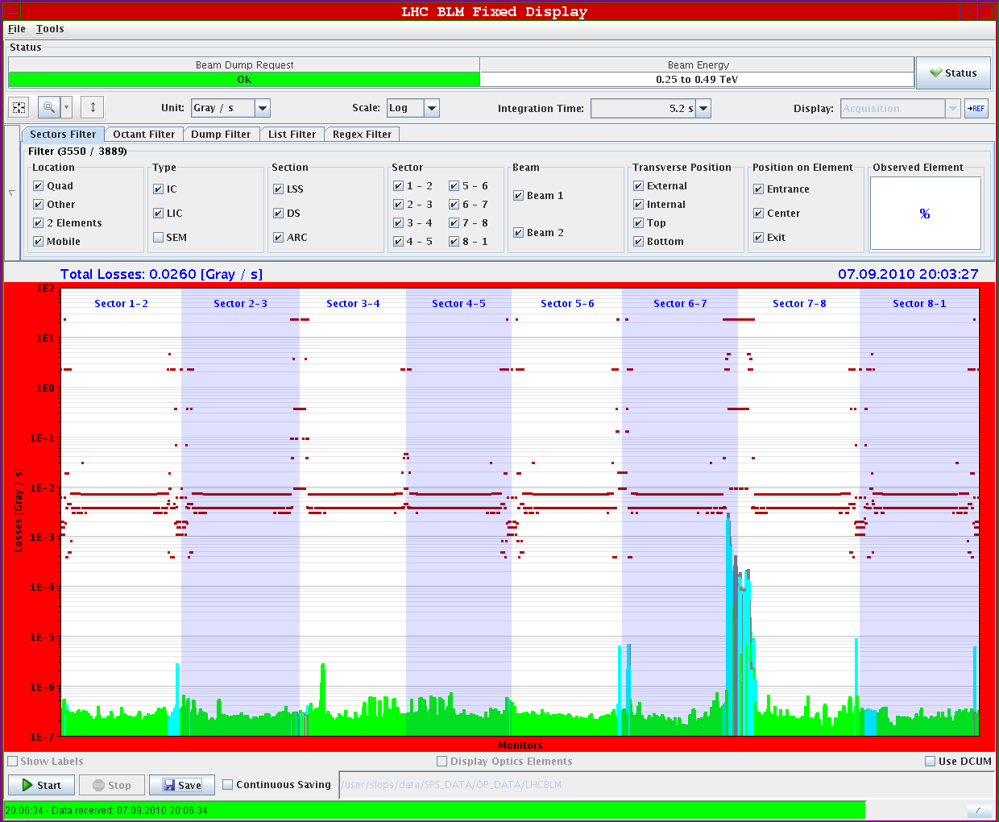 LHC BLM Fixed Display
File Tools
Status
Beam Dump Request Beam Energy
Ok 0.25 to 0.49 TeV
Status
Unit: Gray / s Scale: Log Integration Time: 5.2 s Display: Acquisition →REF
Sectors Filter Octant Filter Dump Filter List Filter Regex Filter
Filter (3550 / 3889)
Location Type Section Sector Beam Transverse Position Position on Element Observed Element
Quad IC LSS 1 - 2 5 - 6 Beam 1 External Entrance
Other LIC DS 2 - 3 6 - 7 Beam 2 Internal Center %
2 Elements SEM ARC 3 - 4 7 - 8 Top Exit
Mobile 4 - 5 8 - 1 Bottom
Total Losses: 0.0260 [Gray / s] 07.09.2010 20:03:27
Sector 1-2 Sector 2-3 Sector 3-4 Sector 4-5 Sector 5-6 Sector 6-7 Sector 7-8 Sector 8-1
1E2
1E1
1E0
1E-1
1E-2
1E-3
1E-4
1E-5
1E-6
1E-7
Losses [Gray / s]
Monitors
Show Labels Display Optics Elements Use DCUM
Start STOP Stop Save Continuous Saving /user/slops/data/SPS_DATA/OP_DATA/LHCBLM
20:06:34 - Data received: 07.09.2010 20:06:34